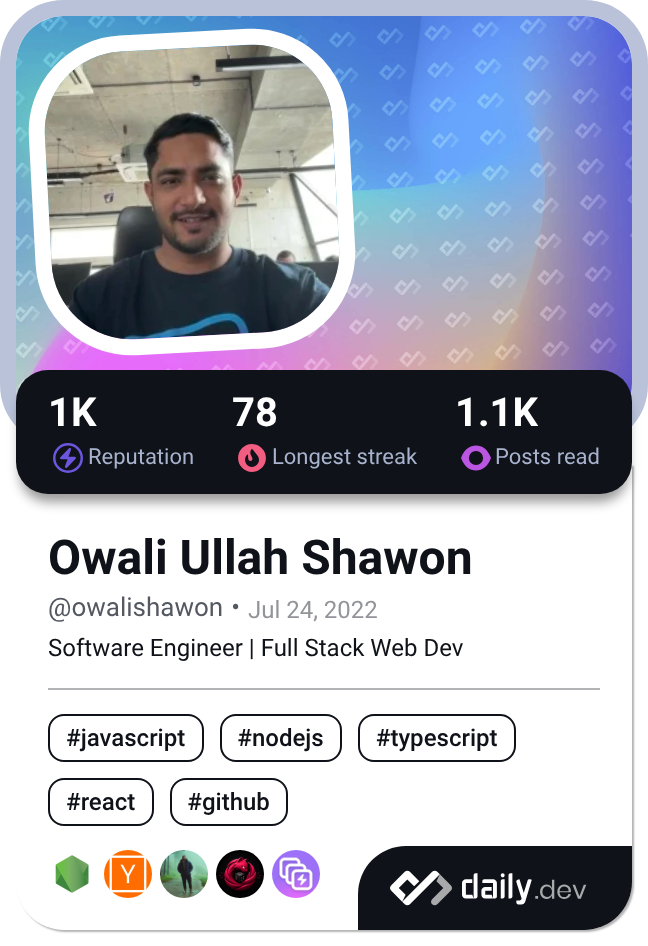 1K 78 1.1K
Reputation Longest streak Posts read
Owali Ullah Shawon
@owalishawon • Jul 24, 2022
Software Engineer | Full Stack Web Dev
#javascript #nodejs #typescript
#react #github
Y
daily.dev